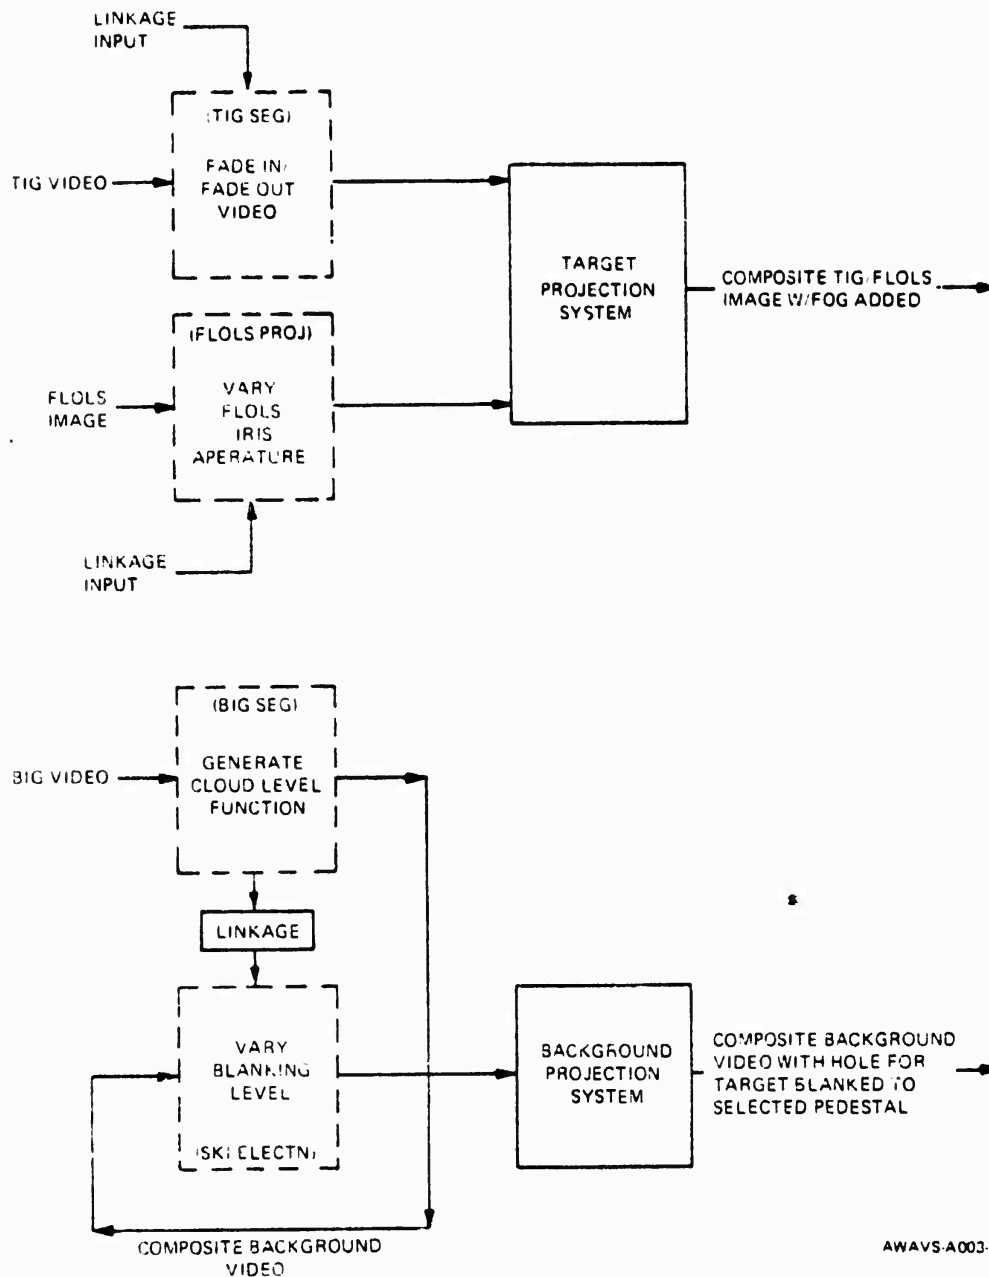 LINKAGE
INPUT
(TIG SEG)
TIG VIDEO
FADE IN/
FADE OUT
VIDEO
TARGET
PROJECTION
SYSTEM
COMPOSITE TIG/FLOLS
IMAGE W/FOG ADDED
(FLOLS PROJ)
FLOLS
IMAGE
VARY
FLOLS
IRIS
APERATURE
LINKAGE
INPUT
(BIG SEG)
BIG VIDEO
GENERATE
CLOUD LEVEL
FUNCTION
LINKAGE
VARY
BLANKING
LEVEL
(SKI ELECTN)
BACKGROUND
PROJECTION
SYSTEM
COMPOSITE BACKGROUND
VIDEO WITH HOLE FOR
TARGET BLANKED TO
SELECTED PEDESTAL
COMPOSITE BACKGROUND
VIDEO
AWAVS-A003-